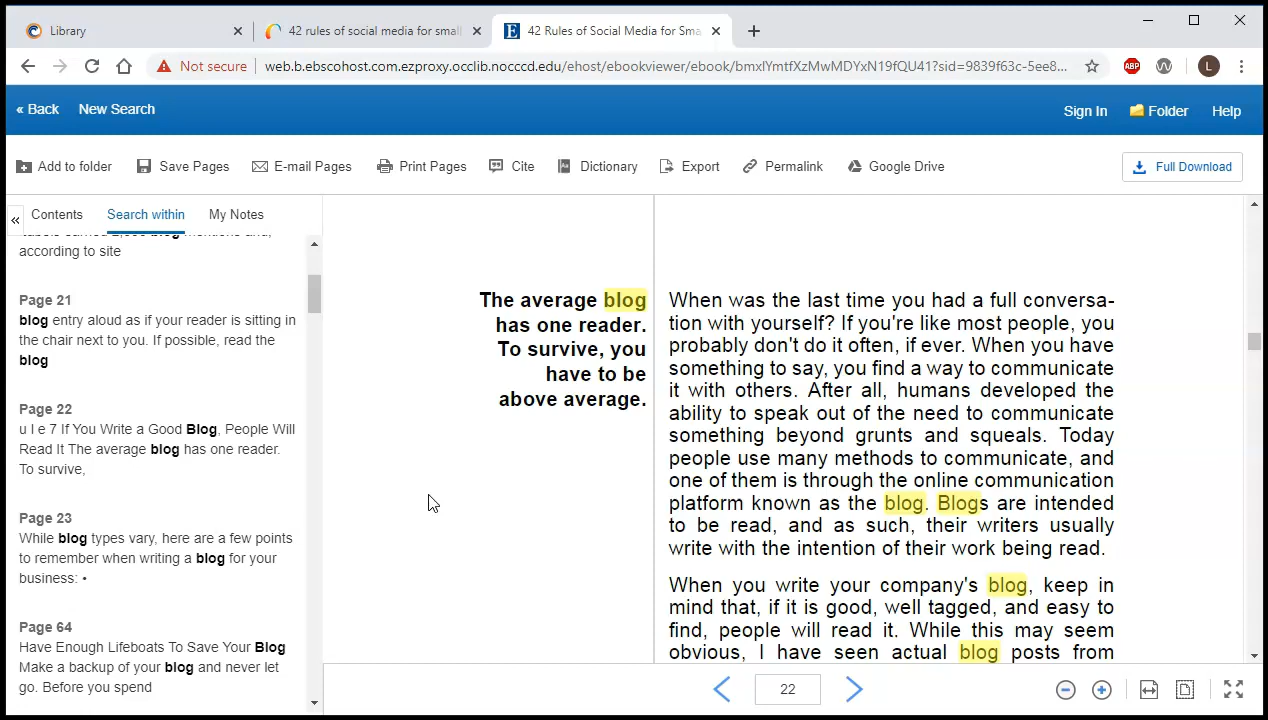 Library
42 rules of social media for small
42 Rules of Social Media for Sma
Not secure
web.b.ebscohost.com.ezproxy.occlib.nocccd.edu/ehost/ebookviewer/ebook/bmxlYmtfXzMwMDYxN19fQU41?sid=9839f63c-5ee8...
ABP
L
« Back
New Search
Sign In
Folder
Help
Add to folder
Save Pages
E-mail Pages
Print Pages
Cite
Dictionary
Export
Permalink
Google Drive
Full Download
«
Contents
Search within
My Notes
according to site
Page 21
blog entry aloud as if your reader is sitting in
the chair next to you. If possible, read the
blog
Page 22
u l e 7 If You Write a Good Blog, People Will
Read It The average blog has one reader.
To survive,
Page 23
While blog types vary, here are a few points
to remember when writing a blog for your
business: •
Page 64
Have Enough Lifeboats To Save Your Blog
Make a backup of your blog and never let
go. Before you spend
The average blog
has one reader.
To survive, you
have to be
above average.
When was the last time you had a full conversa-
tion with yourself? If you're like most people, you
probably don't do it often, if ever. When you have
something to say, you find a way to communicate
it with others. After all, humans developed the
ability to speak out of the need to communicate
something beyond grunts and squeals. Today
people use many methods to communicate, and
one of them is through the online communication
platform known as the blog. Blogs are intended
to be read, and as such, their writers usually
write with the intention of their work being read.
When you write your company's blog, keep in
mind that, if it is good, well tagged, and easy to
find, people will read it. While this may seem
obvious, I have seen actual blog posts from
22